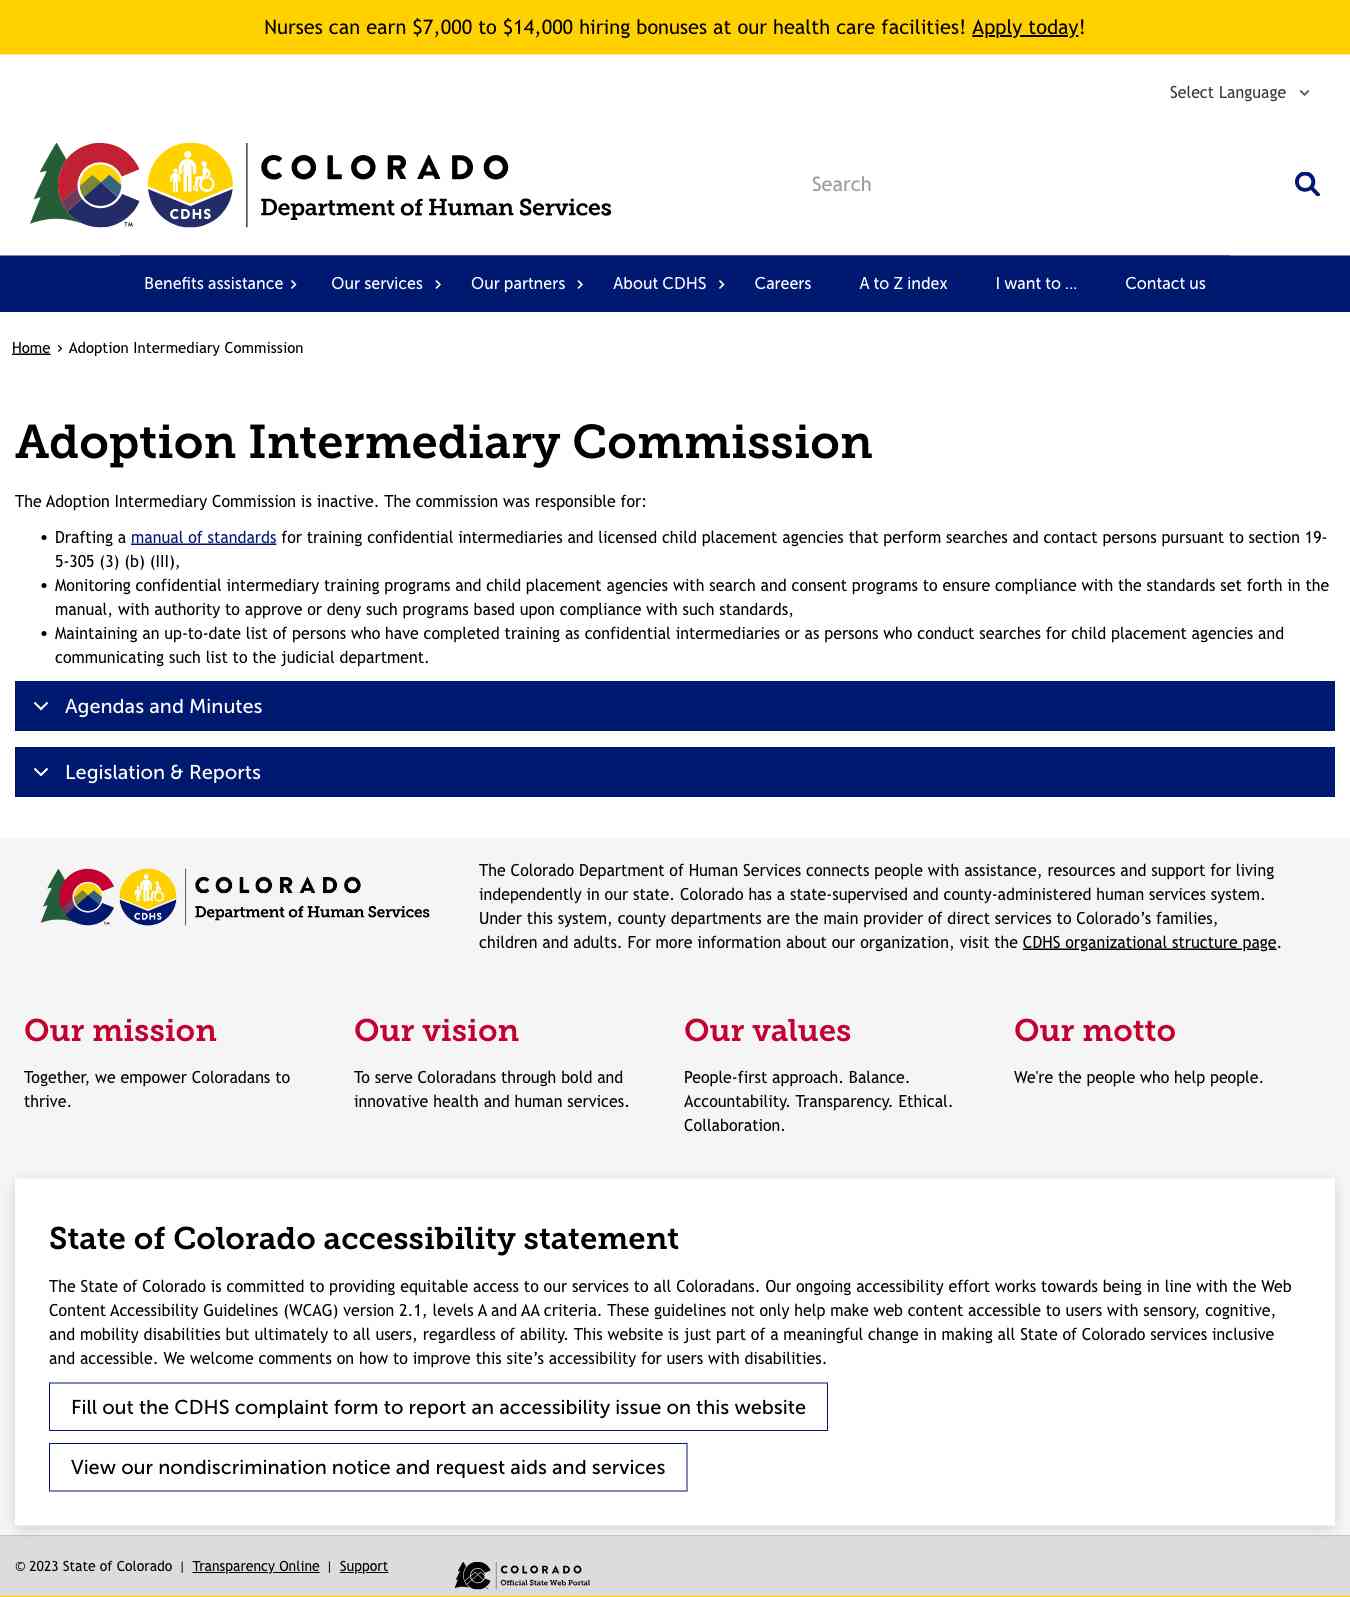 Nurses can earn $7,000 to $14,000 hiring bonuses at our health care facilities! Apply today!
Select Language
CDHS
TM
COLORADO
Department of Human Services
Search
Benefits assistance
Our services
Our partners
About CDHS
Careers
A to Z index
I want to ...
Contact us
Home › Adoption Intermediary Commission
Adoption Intermediary Commission
The Adoption Intermediary Commission is inactive. The commission was responsible for:
• Drafting a manual of standards for training confidential intermediaries and licensed child placement agencies that perform searches and contact persons pursuant to section 19-
5-305 (3) (b) (III),
• Monitoring confidential intermediary training programs and child placement agencies with search and consent programs to ensure compliance with the standards set forth in the
manual, with authority to approve or deny such programs based upon compliance with such standards,
• Maintaining an up-to-date list of persons who have completed training as confidential intermediaries or as persons who conduct searches for child placement agencies and
communicating such list to the judicial department.
Agendas and Minutes
Legislation & Reports
CDHS
COLORADO
Department of Human Services
The Colorado Department of Human Services connects people with assistance, resources and support for living
independently in our state. Colorado has a state-supervised and county-administered human services system.
Under this system, county departments are the main provider of direct services to Colorado’s families,
children and adults. For more information about our organization, visit the CDHS organizational structure page.
Our mission
Together, we empower Coloradans to
thrive.
Our vision
To serve Coloradans through bold and
innovative health and human services.
Our values
People-first approach. Balance.
Accountability. Transparency. Ethical.
Collaboration.
Our motto
We're the people who help people.
State of Colorado accessibility statement
The State of Colorado is committed to providing equitable access to our services to all Coloradans. Our ongoing accessibility effort works towards being in line with the Web
Content Accessibility Guidelines (WCAG) version 2.1, levels A and AA criteria. These guidelines not only help make web content accessible to users with sensory, cognitive,
and mobility disabilities but ultimately to all users, regardless of ability. This website is just part of a meaningful change in making all State of Colorado services inclusive
and accessible. We welcome comments on how to improve this site’s accessibility for users with disabilities.
Fill out the CDHS complaint form to report an accessibility issue on this website
View our nondiscrimination notice and request aids and services
© 2023 State of Colorado | Transparency Online | Support
COLORADO
Official State Web Portal